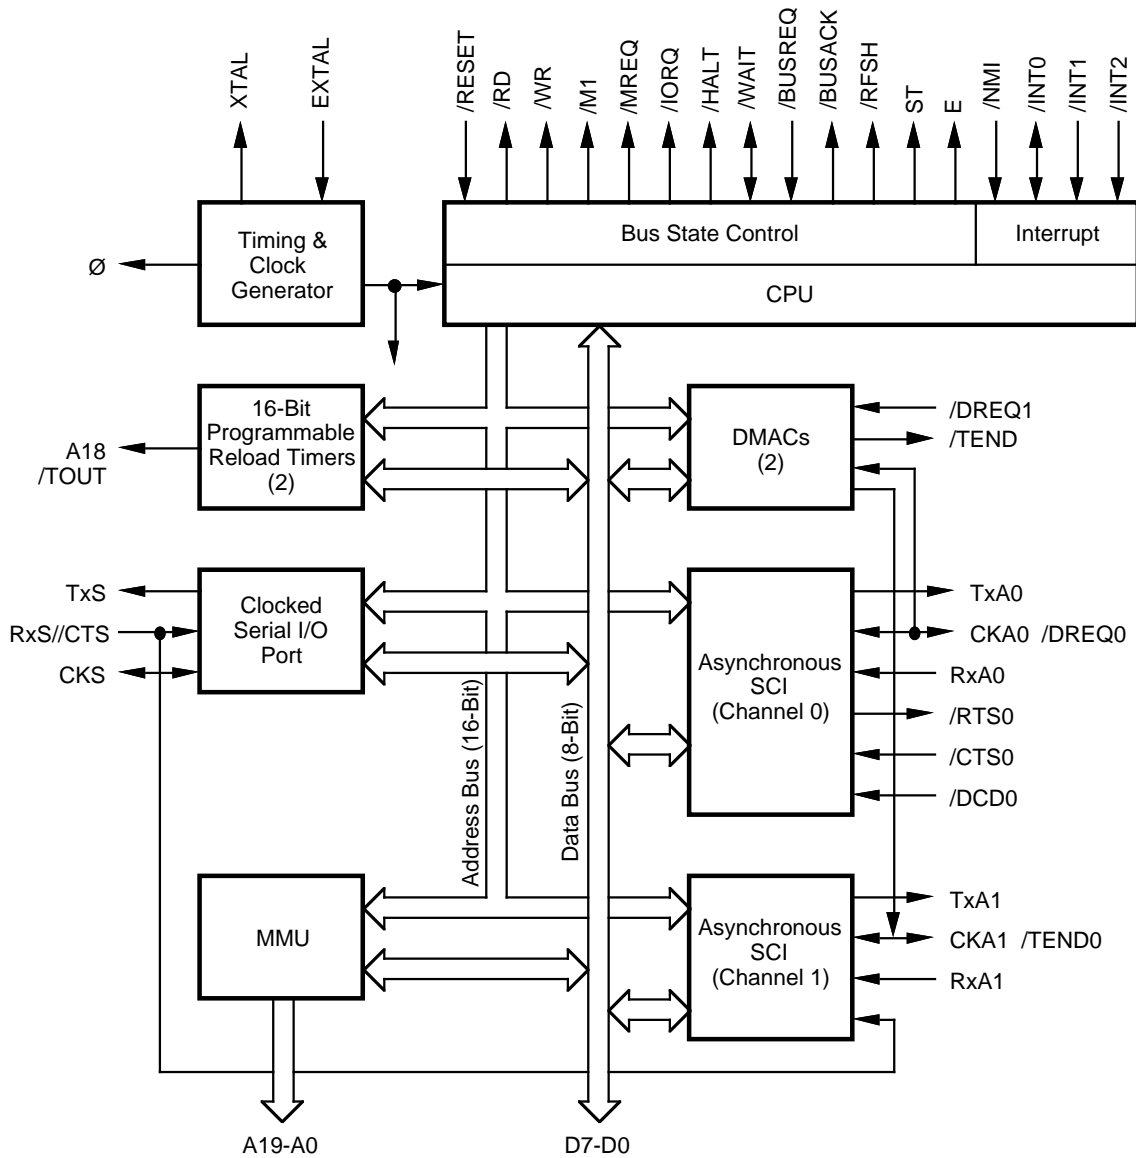 XTAL
EXTAL
/RESET
/RD
/WR
/M1
/MREQ
/IORQ
/HALT
/WAIT
/BUSREQ
/BUSACK
/RFSH
ST
E
/NMI
/INT0
/INT1
/INT2
Timing &
Clock
Generator
Ø
Bus State Control
Interrupt
CPU
16-Bit
Programmable
Reload Timers
(2)
A18
/TOUT
DMACs
(2)
/DREQ1
/TEND
TxS
RxS//CTS
CKS
Clocked
Serial I/O
Port
Address Bus (16-Bit)
Data Bus (8-Bit)
Asynchronous
SCI
(Channel 0)
TxA0
CKA0 /DREQ0
RxA0
/RTS0
/CTS0
/DCD0
MMU
Asynchronous
SCI
(Channel 1)
TxA1
CKA1 /TEND0
RxA1
A19-A0
D7-D0